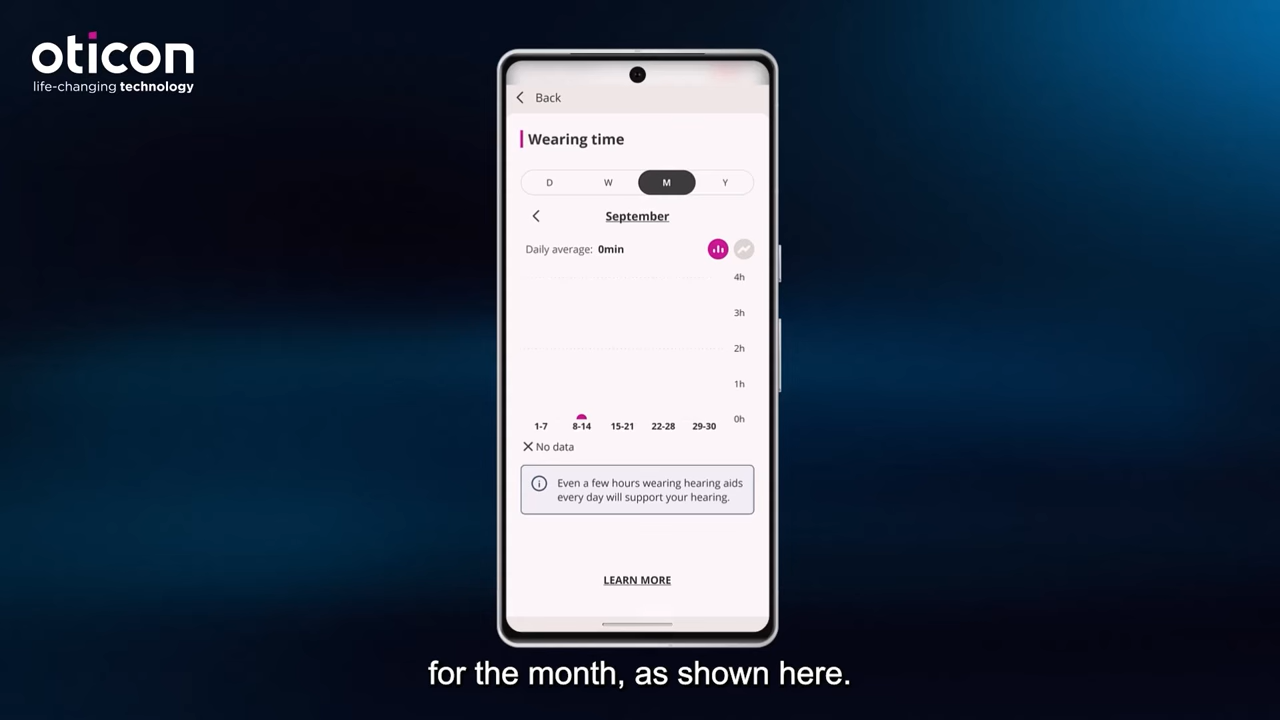 oticon
life-changing technology
Back
Wearing time
D W M Y
September
Daily average: 0min
4h
3h
2h
1h
0h
1-7 8-14 15-21 22-28 29-30
No data
Even a few hours wearing hearing aids
every day will support your hearing.
LEARN MORE
for the month, as shown here.